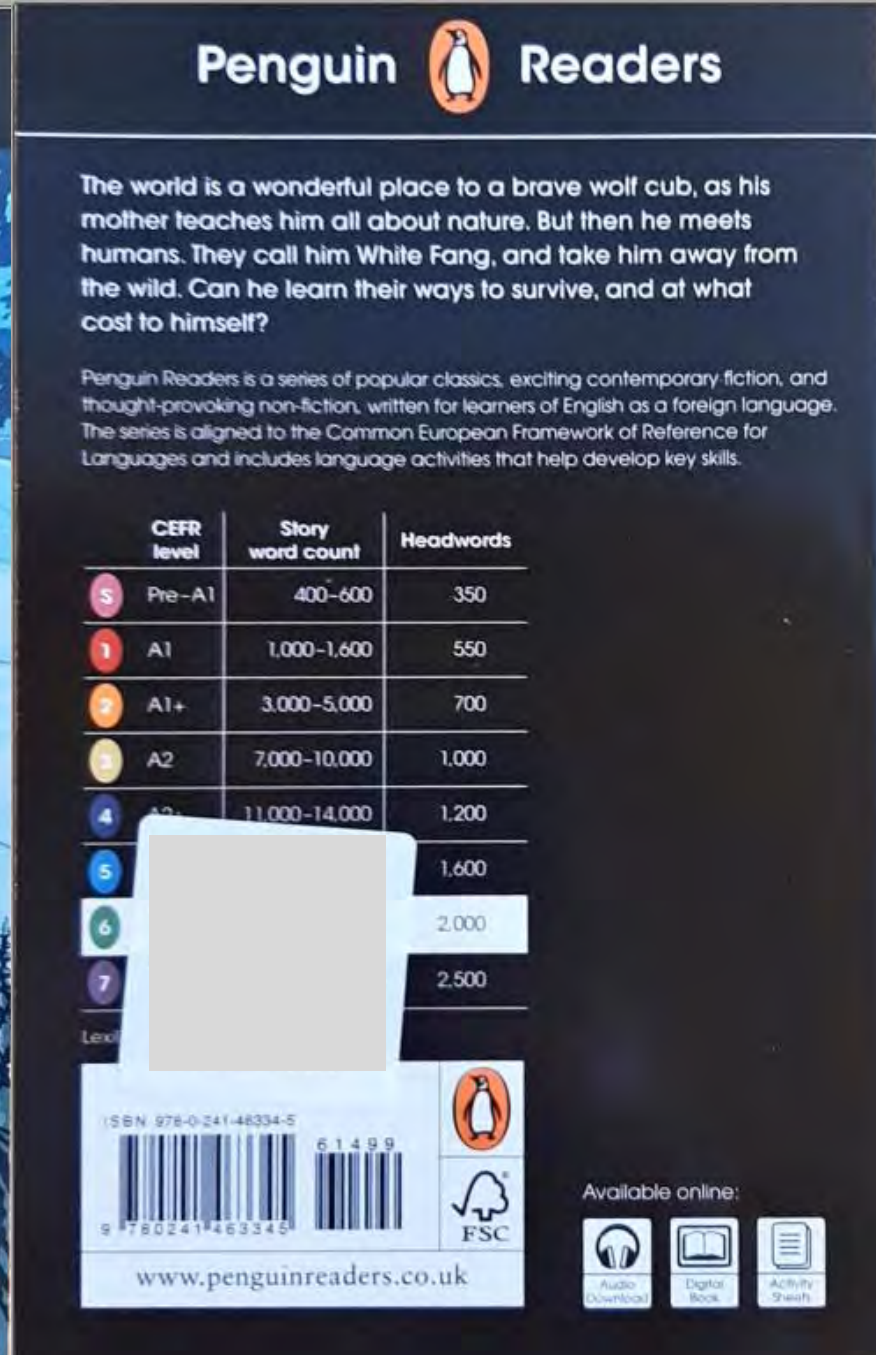 Penguin Readers
The world is a wonderful place to a brave wolf cub, as his
mother teaches him all about nature. But then he meets
humans. They call him White Fang, and take him away from
the wild. Can he learn their ways to survive, and at what
cost to himself?
Penguin Readers is a series of popular classics, exciting contemporary fiction, and
thought-provoking non-fiction, written for learners of English as a foreign language.
The series is aligned to the Common European Framework of Reference for
Languages and includes language activities that help develop key skills.
CEFR level Story word count Headwords
S Pre-A1 400-600 350
1 A1 1,000-1,600 550
2 A1+ 3,000-5,000 700
3 A2 7,000-10,000 1,000
4 11,000-14,000 1,200
5 1,600
6 2,000
7 2,500
ISBN 978-0-241-46334-5
61499
9 780241 463345
FSC
www.penguinreaders.co.uk
Available online:
Audio Download
Digital Book
Activity Sheets